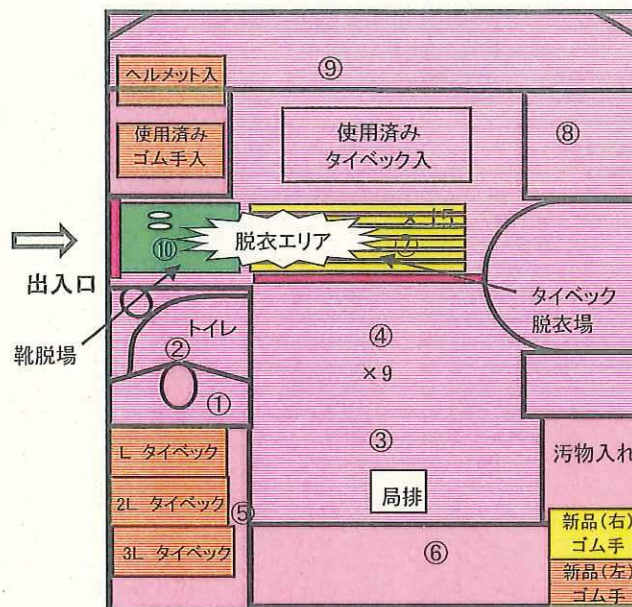 ⑨
ヘルメット入
使用済み
ゴム手入
使用済み
タイベック入
⑧
×15
⑦
脱衣エリア
⑩
出入口
タイベック
脱衣場
靴脱場
トイレ
②
①
④
×9
③
局排
L タイベック
2L タイベック
3L タイベック
⑤
⑥
汚物入れ
新品(右)
ゴム手
新品(左)
ゴム手